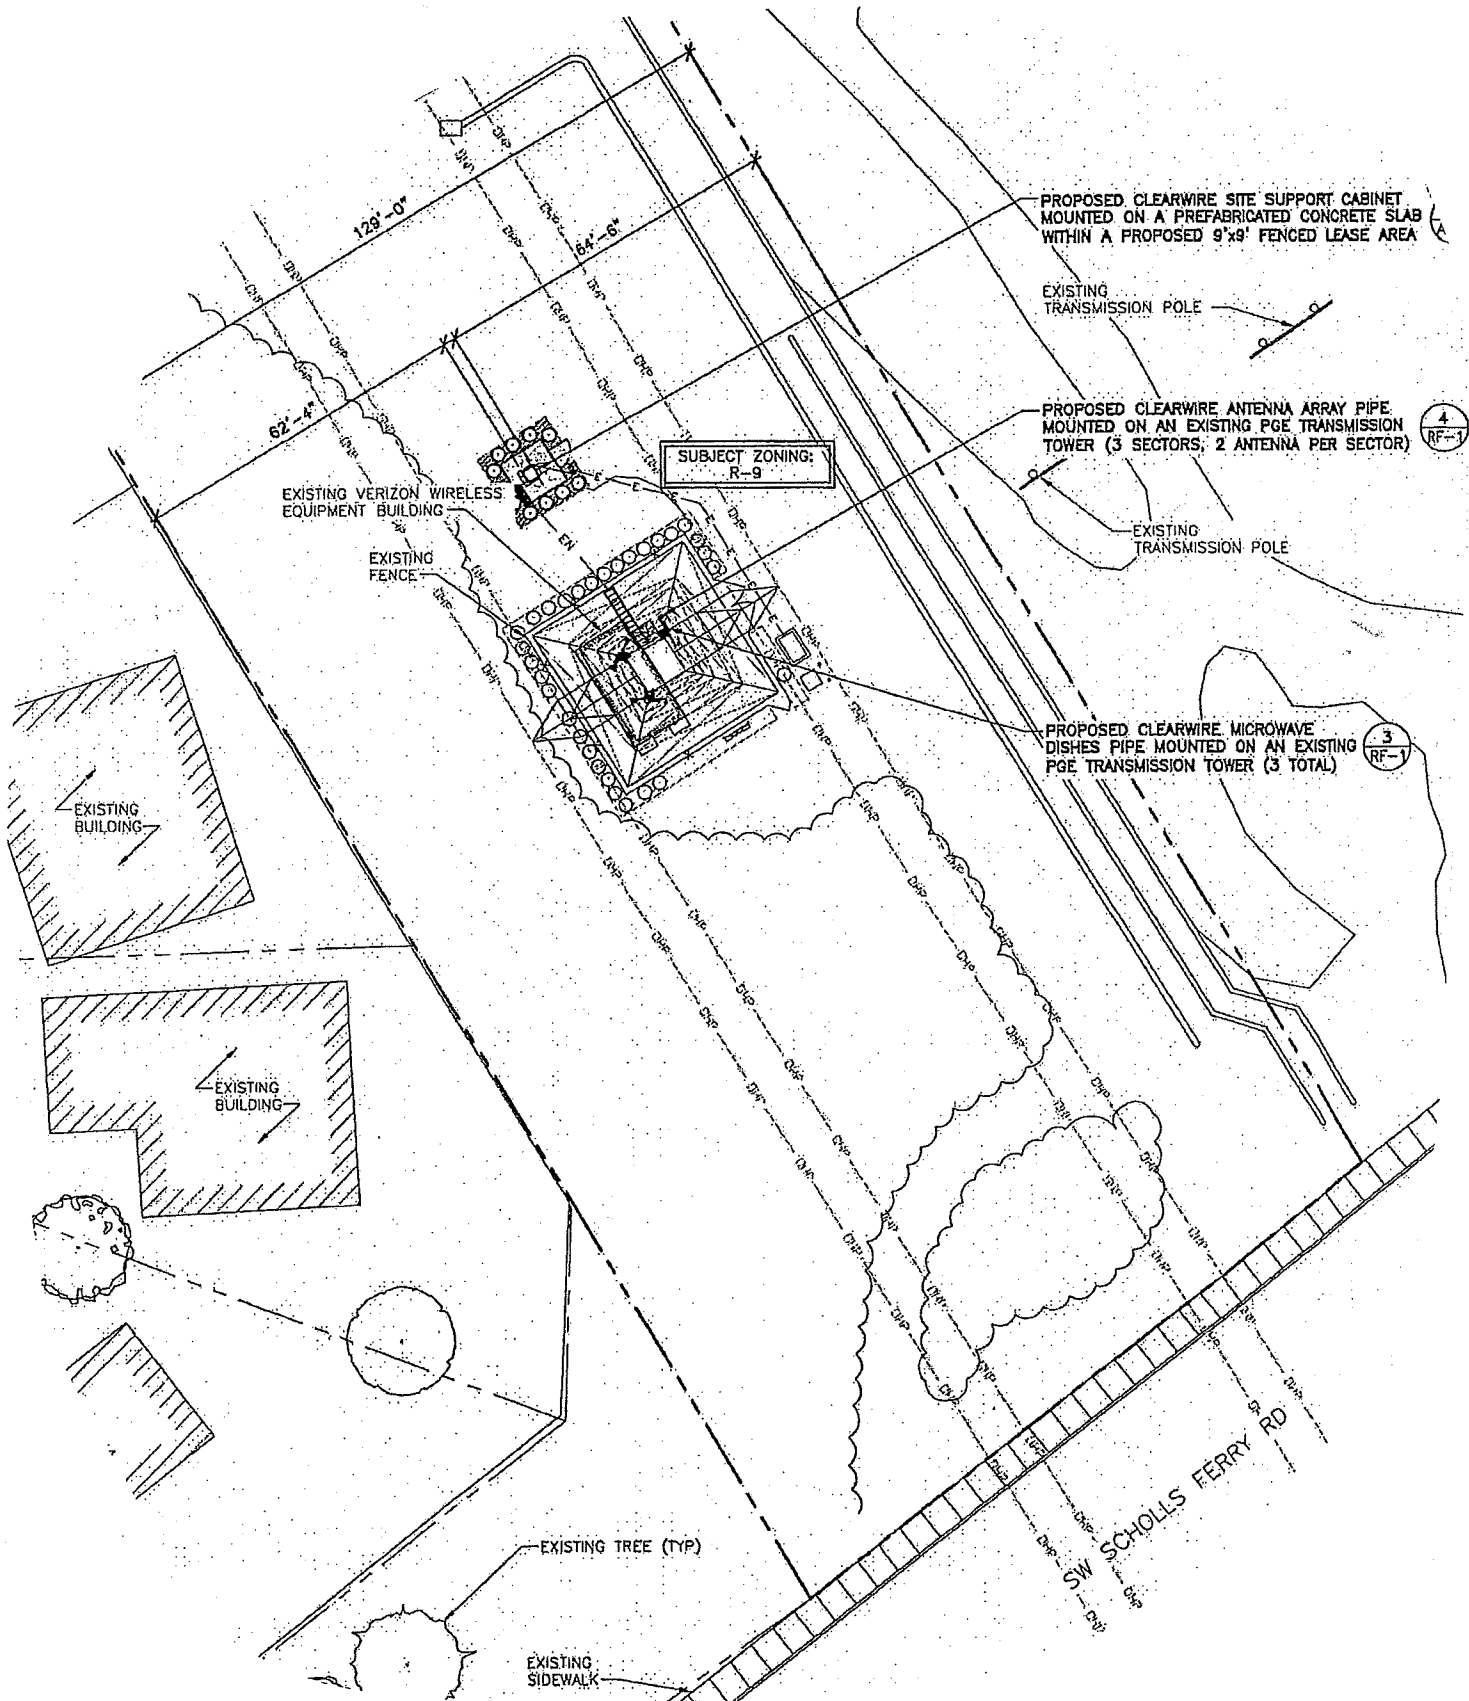 129'-0"
64'-6"
62'-4"
PROPOSED CLEARWIRE SITE SUPPORT CABINET
MOUNTED ON A PREFABRICATED CONCRETE SLAB
WITHIN A PROPOSED 9'x9' FENCED LEASE AREA
A
EXISTING
TRANSMISSION POLE
PROPOSED CLEARWIRE ANTENNA ARRAY PIPE
MOUNTED ON AN EXISTING PGE TRANSMISSION
TOWER (3 SECTORS, 2 ANTENNA PER SECTOR)
4
RF-1
SUBJECT ZONING:
R-9
EXISTING VERIZON WIRELESS
EQUIPMENT BUILDING
EXISTING
FENCE
EXISTING
TRANSMISSION POLE
PROPOSED CLEARWIRE MICROWAVE
DISHES PIPE MOUNTED ON AN EXISTING
PGE TRANSMISSION TOWER (3 TOTAL)
3
RF-1
EXISTING
BUILDING
EXISTING
BUILDING
EXISTING TREE (TYP)
EXISTING
SIDEWALK
SW SCHOLLS FERRY RD